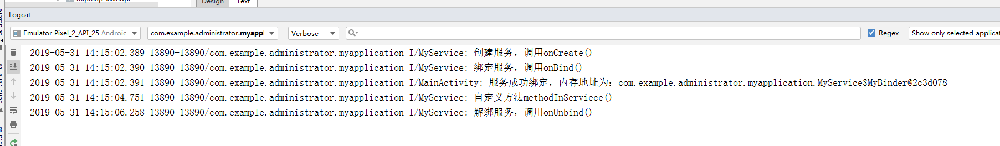 Design Text
Logcat
Emulator Pixel_2_API_25 Android com.example.administrator.myapp Verbose Regex Show only selected applicat
2019-05-31 14:15:02.389 13890-13890/com.example.administrator.myapplication I/MyService: 创建服务，调用onCreate()
2019-05-31 14:15:02.390 13890-13890/com.example.administrator.myapplication I/MyService: 绑定服务，调用onBind()
2019-05-31 14:15:02.391 13890-13890/com.example.administrator.myapplication I/MainActivity: 服务成功绑定，内存地址为：com.example.administrator.myapplication.MyService$MyBinder@2c3d078
2019-05-31 14:15:04.751 13890-13890/com.example.administrator.myapplication I/MyService: 自定义方法methodInServiece()
2019-05-31 14:15:06.258 13890-13890/com.example.administrator.myapplication I/MyService: 解绑服务，调用onUnbind()